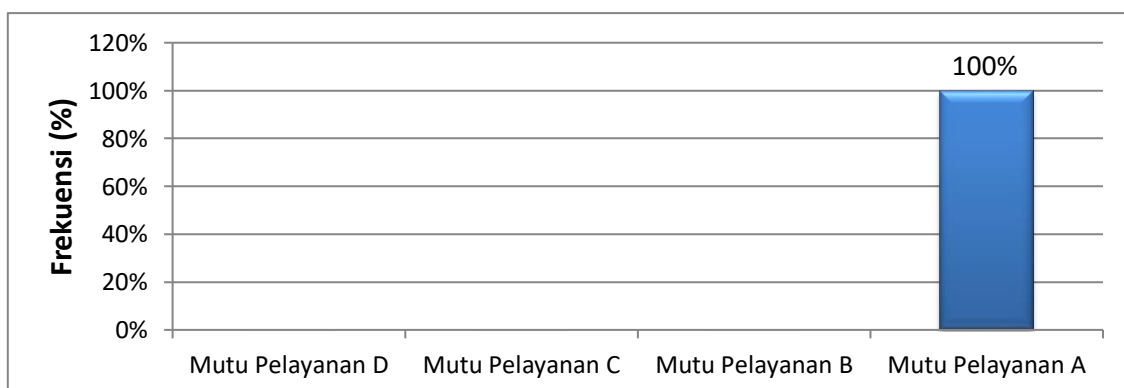 Frekuensi (%)
120%
100%
80%
60%
40%
20%
0%
100%
Mutu Pelayanan D
Mutu Pelayanan C
Mutu Pelayanan B
Mutu Pelayanan A